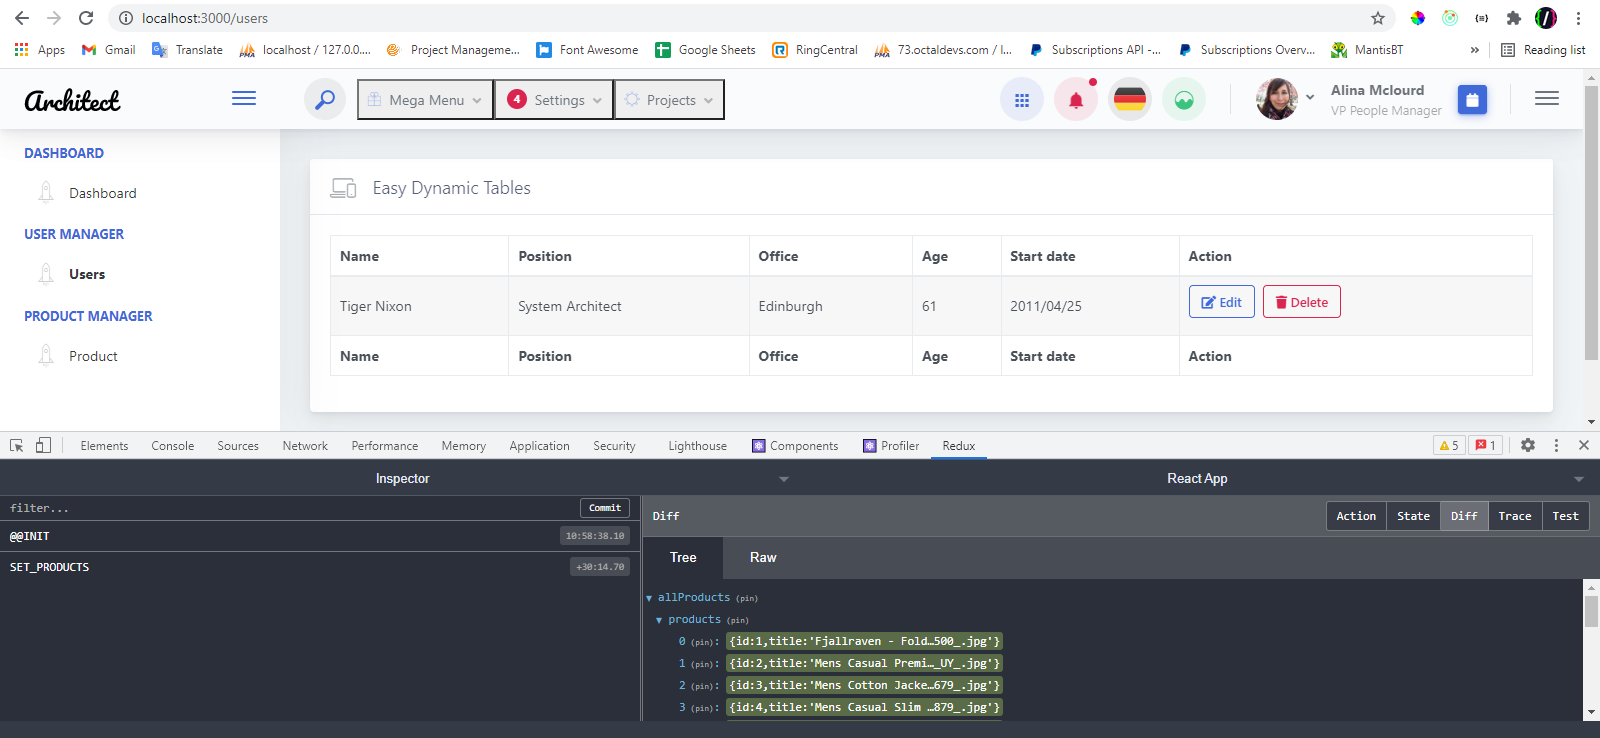 localhost:3000/users
Apps Gmail Translate localhost / 127.0.0.... Project Manageme... Font Awesome Google Sheets RingCentral 73.octaldevs.com / l... Subscriptions API -... Subscriptions Overv... MantisBT » Reading list
Architect Mega Menu 4 Settings Projects Alina Mclourd
VP People Manager
DASHBOARD
Dashboard
USER MANAGER
Users
PRODUCT MANAGER
Product
Easy Dynamic Tables
Name Position Office Age Start date Action
Tiger Nixon System Architect Edinburgh 61 2011/04/25 Edit Delete
Name Position Office Age Start date Action
Elements Console Sources Network Performance Memory Application Security Lighthouse Components Profiler Redux 5 1
Inspector React App
filter... Commit
@@INIT 10:58:38.10
SET_PRODUCTS +30:14.70
Diff Action State Diff Trace Test
Tree Raw
allProducts (pin)
products (pin)
0 (pin): {id:1,title:'Fjallraven - Fold…500_.jpg'}
1 (pin): {id:2,title:'Mens Casual Premi…_UY_.jpg'}
2 (pin): {id:3,title:'Mens Cotton Jacke…679_.jpg'}
3 (pin): {id:4,title:'Mens Casual Slim …879_.jpg'}